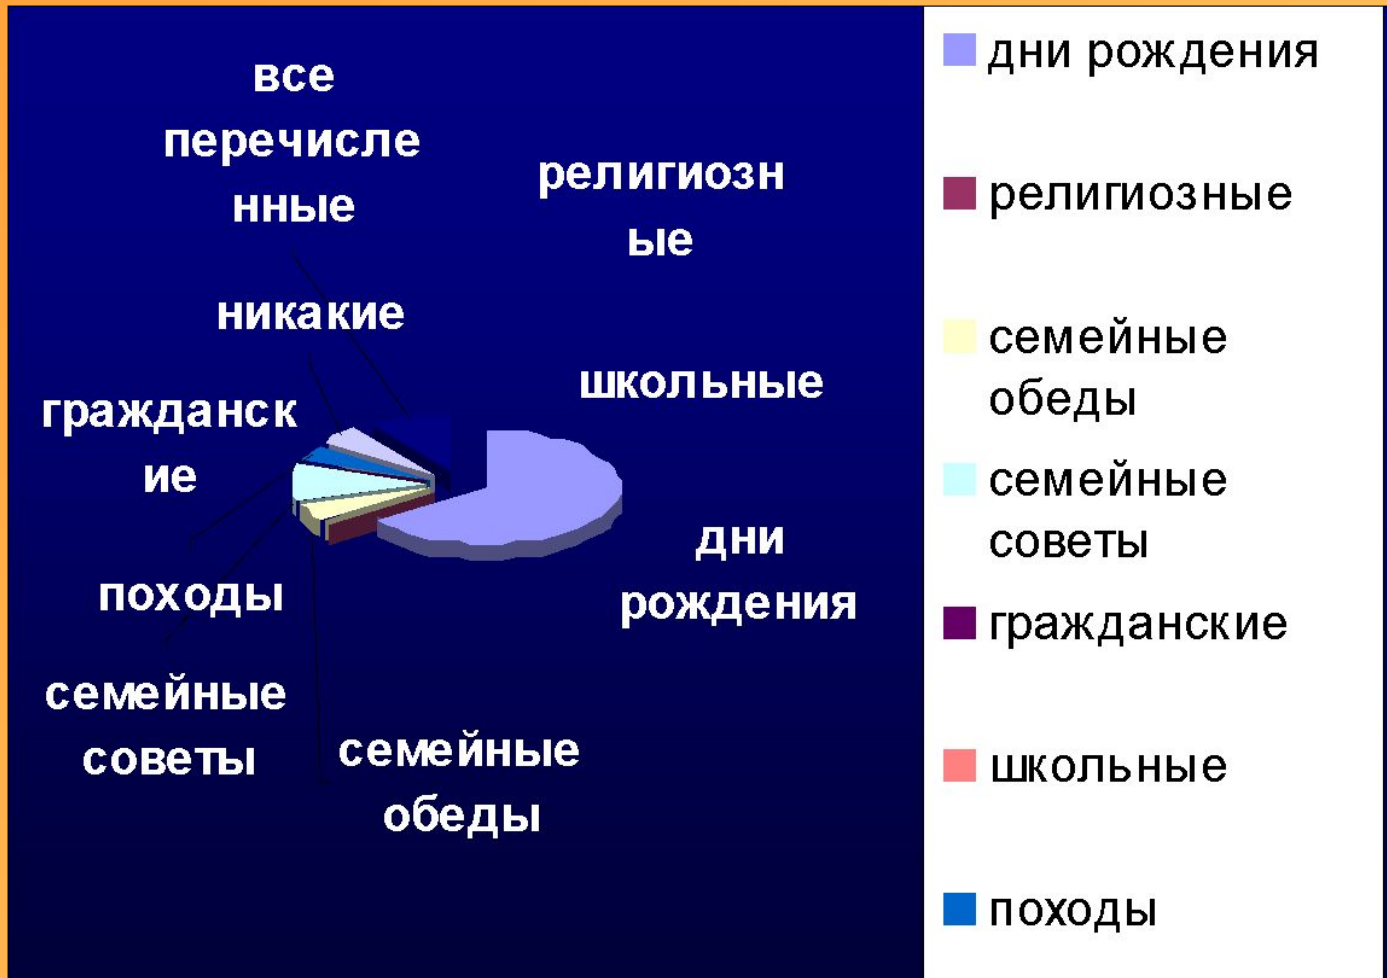 все
перечисле
нные
религиозн
ые
никакие
школьные
гражданск
ие
дни
рождения
походы
семейные
советы
семейные
обеды
дни рождения
религиозные
семейные
обеды
семейные
советы
гражданские
школьные
походы